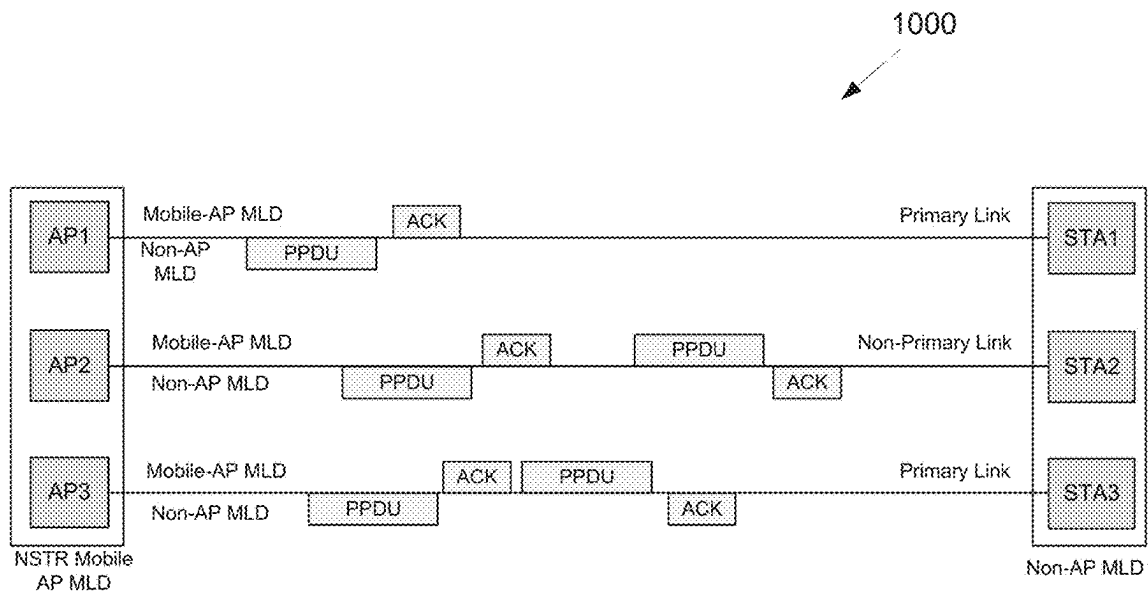 1000
Mobile-AP MLD
ACK
Primary Link
AP1
STA1
Non-AP
MLD
PPDU
Mobile-AP MLD
ACK
PPDU
Non-Primary Link
AP2
STA2
Non-AP MLD
PPDU
ACK
Mobile-AP MLD
ACK
PPDU
Primary Link
AP3
STA3
Non-AP MLD
PPDU
ACK
NSTR Mobile
AP MLD
Non-AP MLD